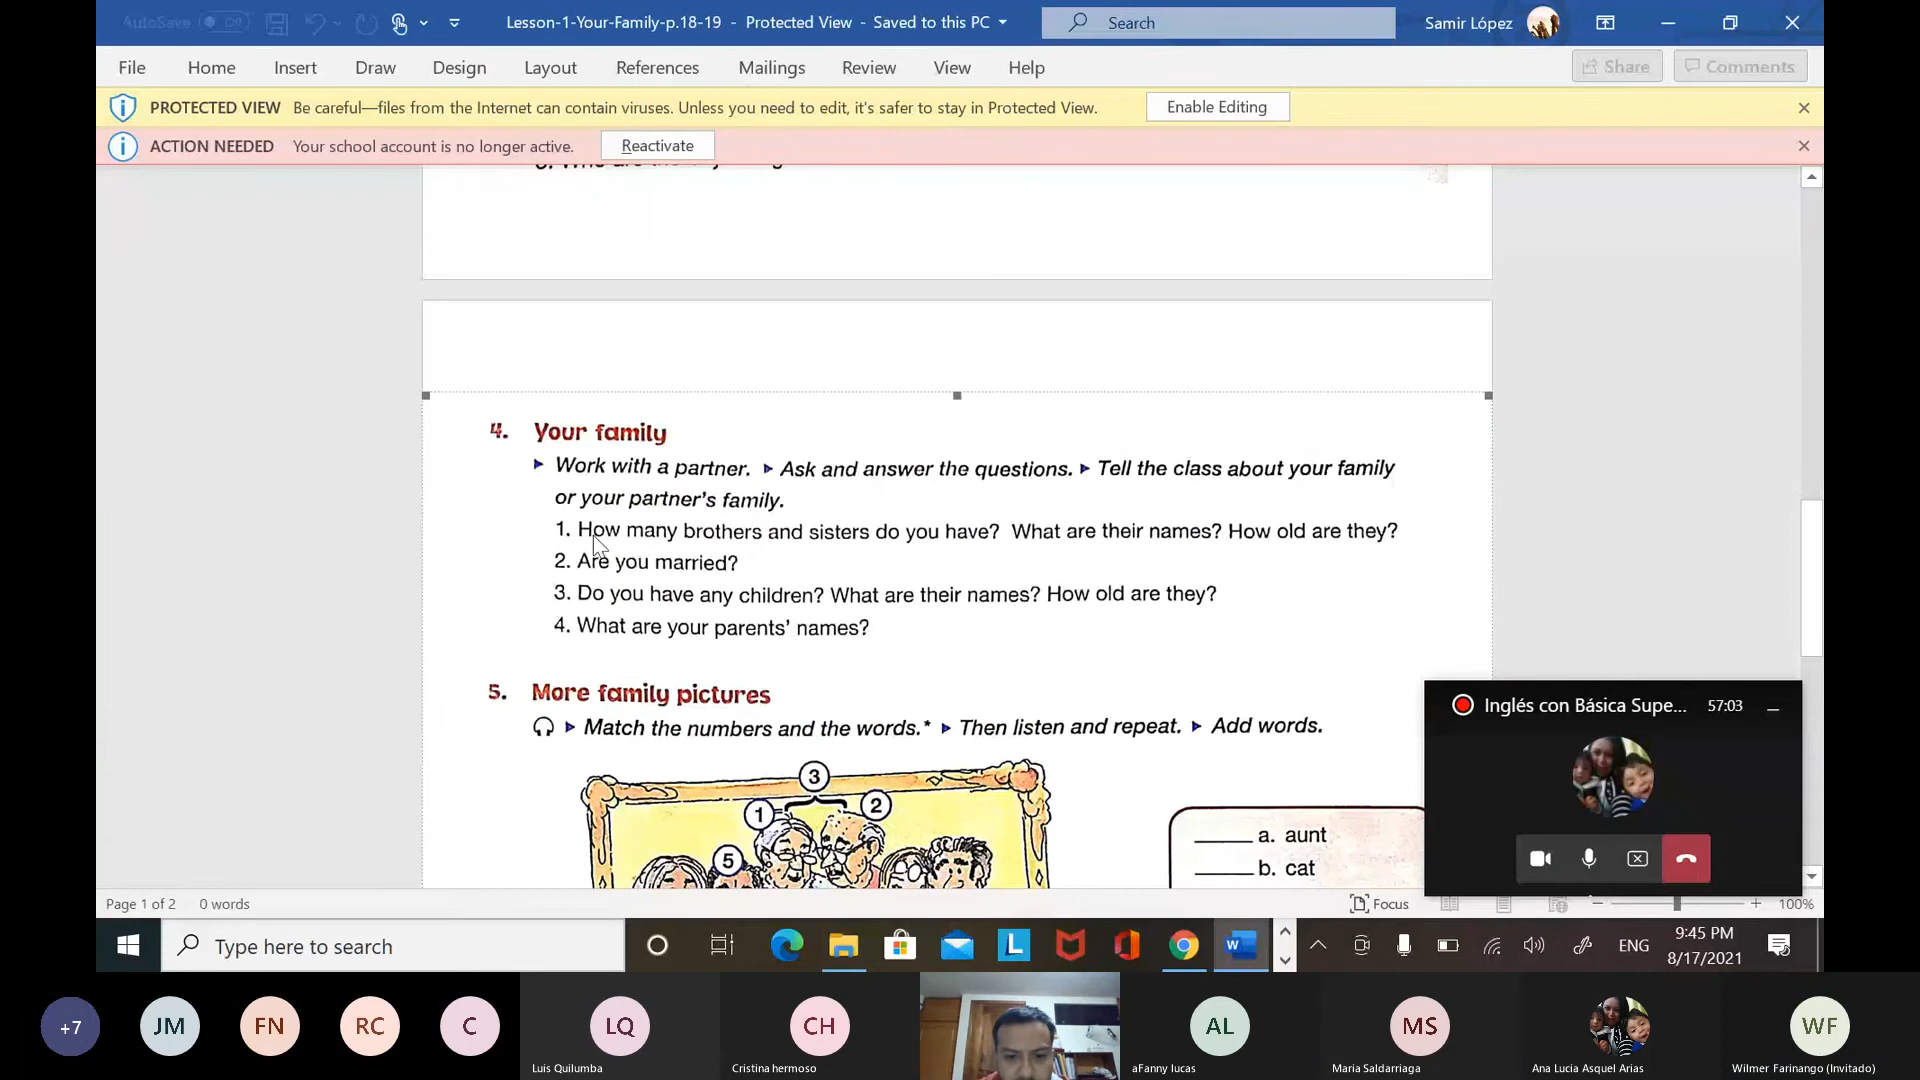 AutoSave Off
Lesson-1-Your-Family-p.18-19 - Protected View - Saved to this PC
Search
Samir López
File Home Insert Draw Design Layout References Mailings Review View Help
Share Comments
PROTECTED VIEW Be careful—files from the Internet can contain viruses. Unless you need to edit, it's safer to stay in Protected View. Enable Editing
ACTION NEEDED Your school account is no longer active. Reactivate
4. Your family
Work with a partner. Ask and answer the questions. Tell the class about your family
or your partner's family.
1. How many brothers and sisters do you have? What are their names? How old are they?
2. Are you married?
3. Do you have any children? What are their names? How old are they?
4. What are your parents' names?
5. More family pictures
Match the numbers and the words.* Then listen and repeat. Add words.
3
1
2
5
a. aunt
b. cat
Inglés con Básica Supe... 57:03
Page 1 of 2 0 words
Focus
100%
Type here to search
ENG
9:45 PM
8/17/2021
+7 JM FN RC C LQ CH AL MS WF
Luis Quilumba Cristina hermoso aFanny lucas Maria Saldarriaga Ana Lucia Asquel Arias Wilmer Farinango (Invitado)